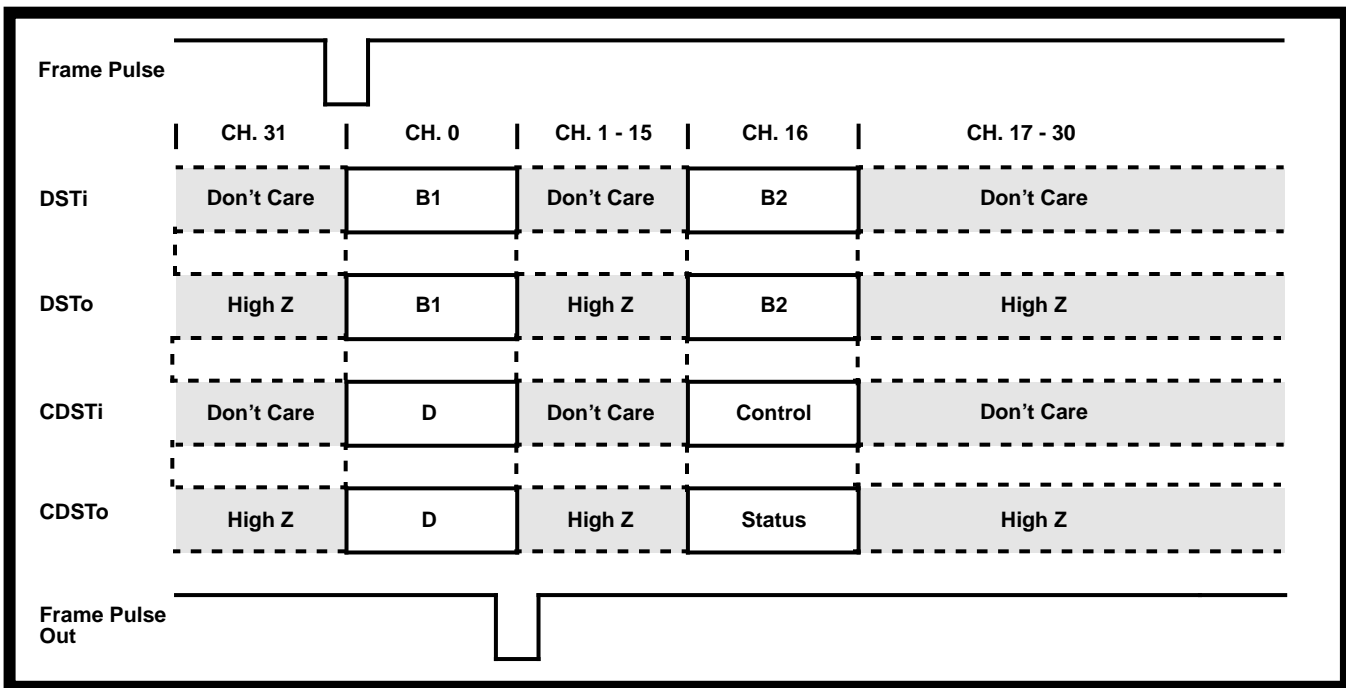 Frame Pulse
CH. 31 CH. 0 CH. 1 - 15 CH. 16 CH. 17 - 30
DSTi Don’t Care B1 Don’t Care B2 Don’t Care
DSTo High Z B1 High Z B2 High Z
CDSTi Don’t Care D Don’t Care Control Don’t Care
CDSTo High Z D High Z Status High Z
Frame Pulse
Out